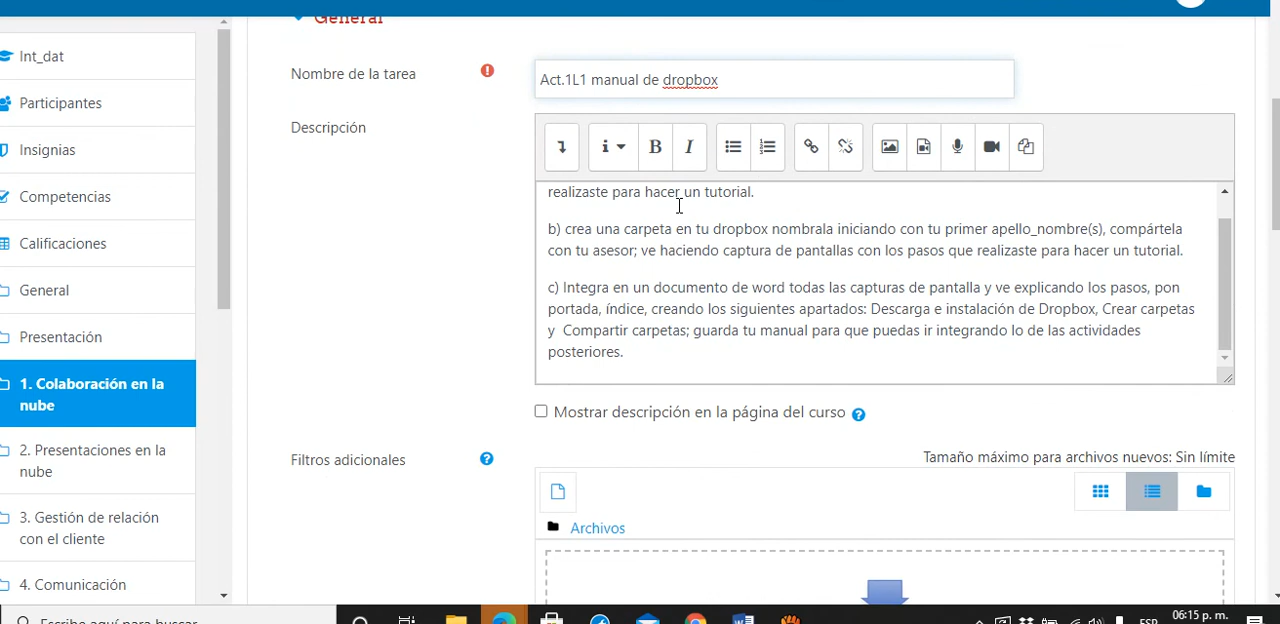 General
Int_dat
Participantes
Insignias
Competencias
Calificaciones
General
Presentación
1. Colaboración en la
nube
2. Presentaciones en la
nube
3. Gestión de relación
con el cliente
4. Comunicación
Nombre de la tarea
Act.1L1 manual de dropbox
Descripción
realizaste para hacer un tutorial.
b) crea una carpeta en tu dropbox nombrala iniciando con tu primer apello_nombre(s), compártela
con tu asesor; ve haciendo captura de pantallas con los pasos que realizaste para hacer un tutorial.
c) Integra en un documento de word todas las capturas de pantalla y ve explicando los pasos, pon
portada, índice, creando los siguientes apartados: Descarga e instalación de Dropbox, Crear carpetas
y Compartir carpetas; guarda tu manual para que puedas ir integrando lo de las actividades
posteriores.
Mostrar descripción en la página del curso
Filtros adicionales
Tamaño máximo para archivos nuevos: Sin límite
Archivos
Escribe aquí para buscar
ESP
06:15 p. m.